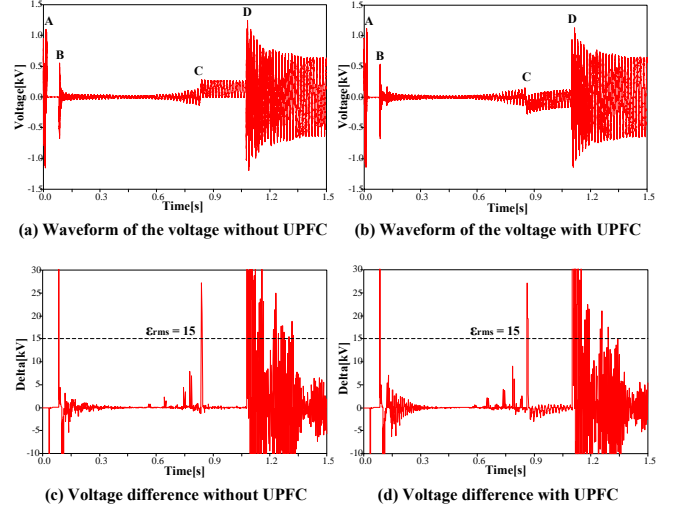 A
B
C
D
1.5
1.0
0.5
0.0
-0.5
-1.0
-1.5
Voltage[kV]
0.0 0.3 0.6 0.9 1.2 1.5
Time[s]
(a) Waveform of the voltage without UPFC
A
B
C
D
1.5
1.0
0.5
0.0
-0.5
-1.0
-1.5
Voltage[kV]
0.0 0.3 0.6 0.9 1.2 1.5
Time[s]
(b) Waveform of the voltage with UPFC
30
25
20
15
10
5
0
-5
-10
Delta[kV]
εrms = 15
0.0 0.3 0.6 0.9 1.2 1.5
Time[s]
(c) Voltage difference without UPFC
30
25
20
15
10
5
0
-5
-10
Delta[kV]
εrms = 15
0.0 0.3 0.6 0.9 1.2 1.5
Time[s]
(d) Voltage difference with UPFC